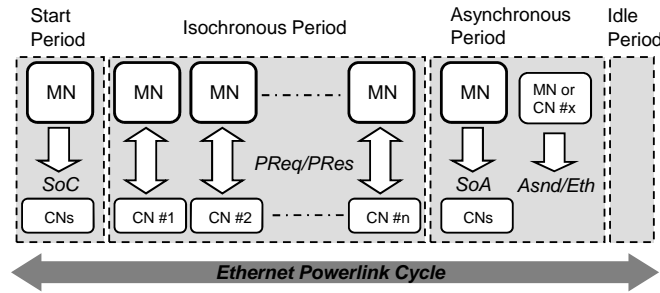 Start Period
Isochronous Period
Asynchronous Period
Idle Period
MN
MN
MN
MN
MN
MN or CN #x
SoC
PReq/PRes
SoA
Asnd/Eth
CNs
CN #1
CN #2
CN #n
CNs
Ethernet Powerlink Cycle